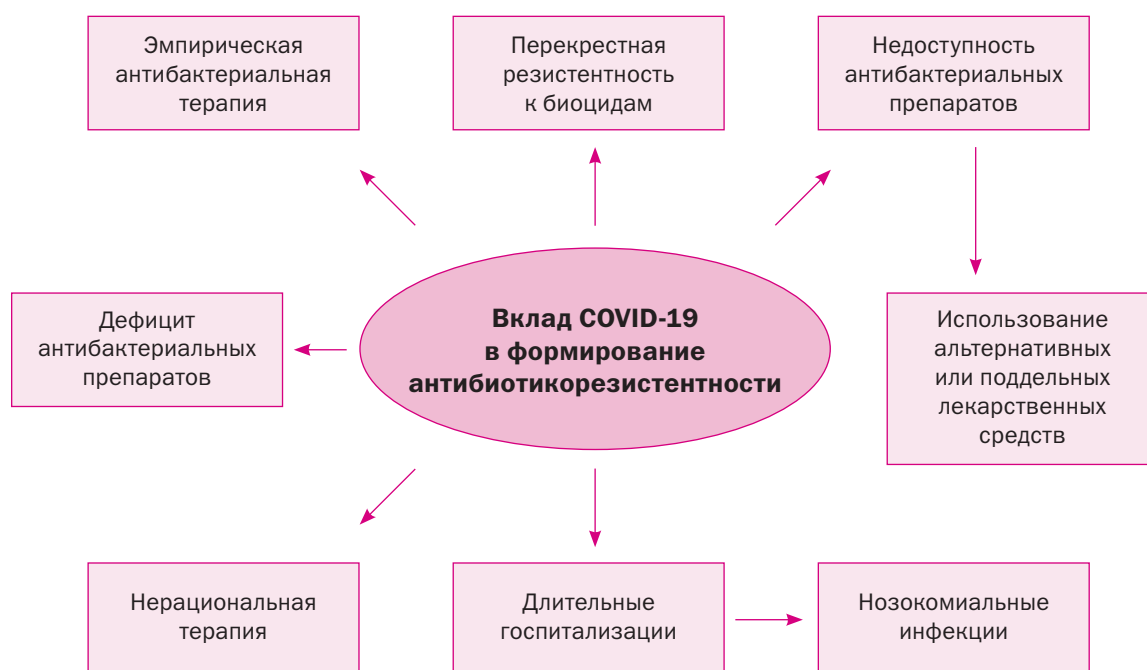 Эмпирическая
антибактериальная
терапия
Перекрестная
резистентность
к биоцидам
Недоступность
антибактериальных
препаратов
Дефицит
антибактериальных
препаратов
Вклад COVID-19
в формирование
антибиотикорезистентности
Использование
альтернативных
или поддельных
лекарственных
средств
Нерациональная
терапия
Длительные
госпитализации
Нозокомиальные
инфекции